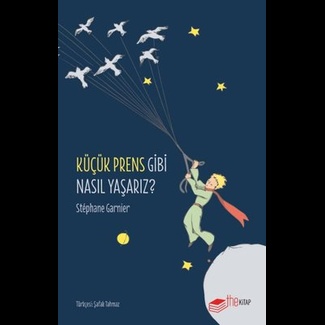 KÜÇÜK PRENS GİBİ
NASIL YAŞARIZ?
Stéphane Garnier
Türkçesi Şafak Tahmaz
the KİTAP